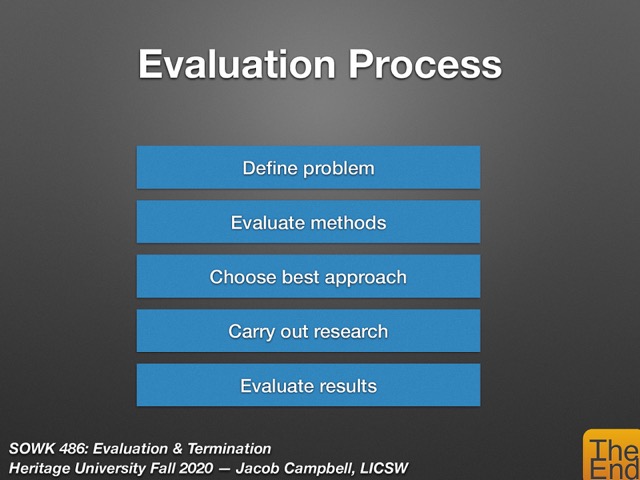 Evaluation Process
Define problem
Evaluate methods
Choose best approach
Carry out research
Evaluate results
SOWK 486: Evaluation & Termination
Heritage University Fall 2020 — Jacob Campbell, LICSW
The
End